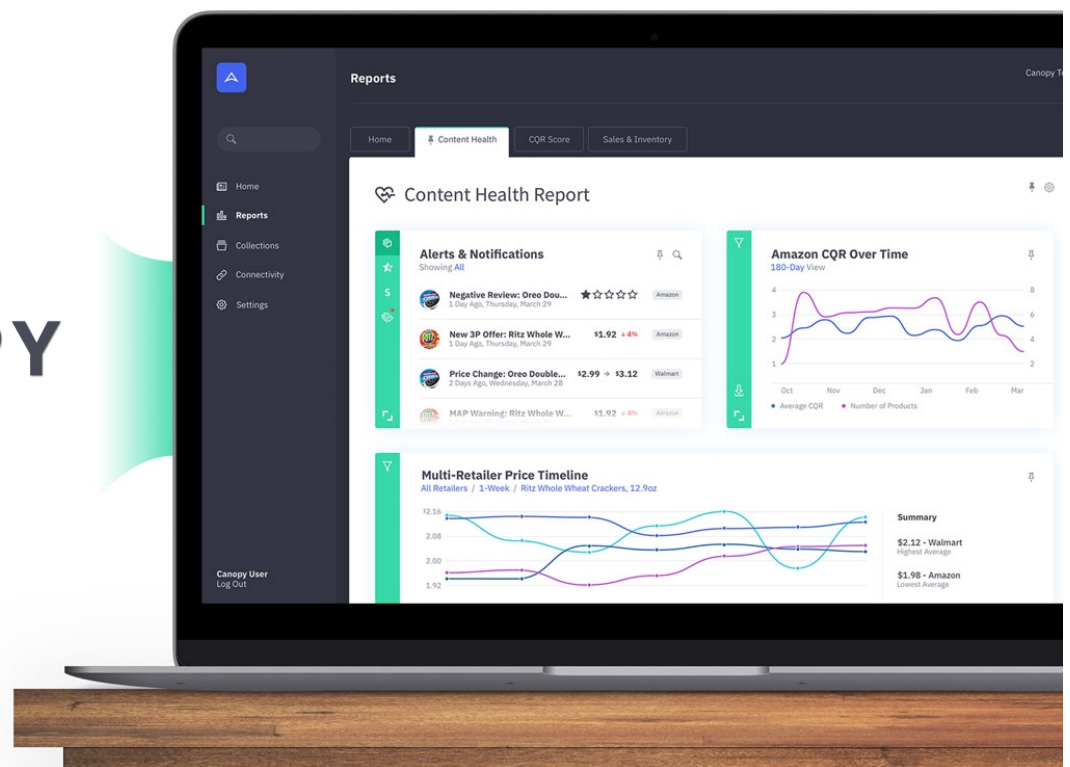 PY
Reports
Canopy Te
Home
Content Health
CQR Score
Sales & Inventory
Home
Reports
Collections
Connectivity
Settings
Canopy User
Log Out
Content Health Report
Alerts & Notifications
Showing All
Negative Review: Oreo Dou...
Amazon
1 Day Ago, Thursday, March 29
New 3P Offer: Ritz Whole W... $1.92 +4% Amazon
1 Day Ago, Thursday, March 29
Price Change: Oreo Double... $2.99 → $3.12 Walmart
2 Days Ago, Wednesday, March 28
MAP Warning: Ritz Whole W... $1.92 +4% Amazon
Amazon CQR Over Time
180-Day View
4 8
3 6
2 4
1 2
Oct Nov Dec Jan Feb Mar
Average CQR Number of Products
Multi-Retailer Price Timeline
All Retailers / 1-Week / Ritz Whole Wheat Crackers, 12.9oz
$2.16
2.08
2.00
1.92
Summary
$2.12 - Walmart
Highest Average
$1.98 - Amazon
Lowest Average